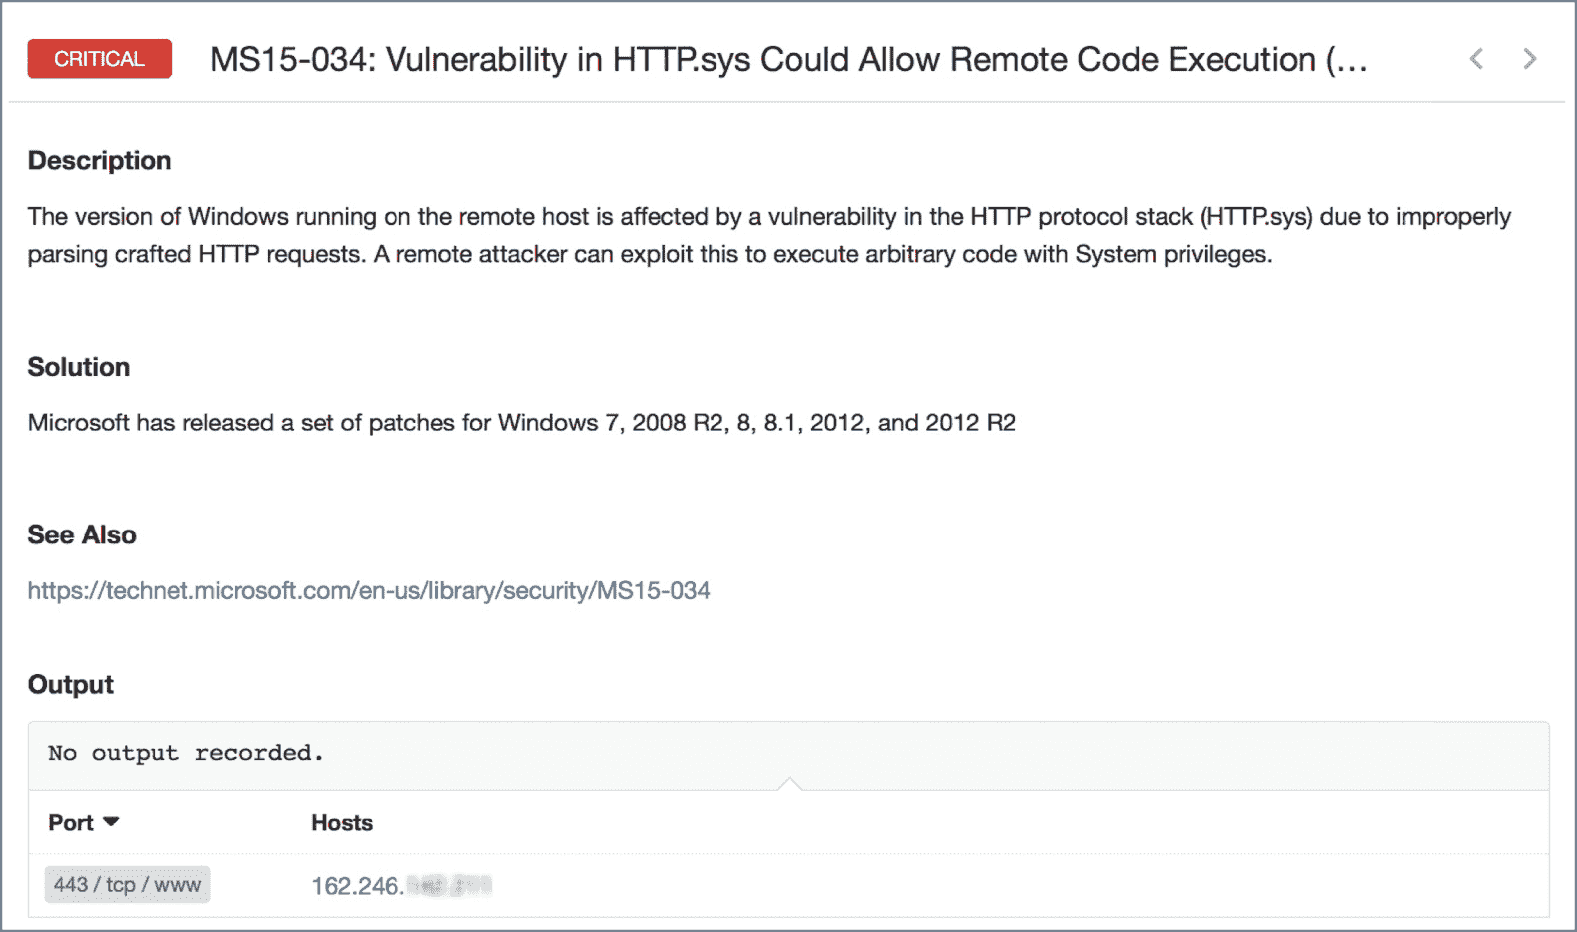 CRITICAL MS15-034: Vulnerability in HTTP.sys Could Allow Remote Code Execution (...
Description
The version of Windows running on the remote host is affected by a vulnerability in the HTTP protocol stack (HTTP.sys) due to improperly
parsing crafted HTTP requests. A remote attacker can exploit this to execute arbitrary code with System privileges.
Solution
Microsoft has released a set of patches for Windows 7, 2008 R2, 8, 8.1, 2012, and 2012 R2
See Also
https://technet.microsoft.com/en-us/library/security/MS15-034
Output
No output recorded.
Port Hosts
443 / tcp / www 162.246.